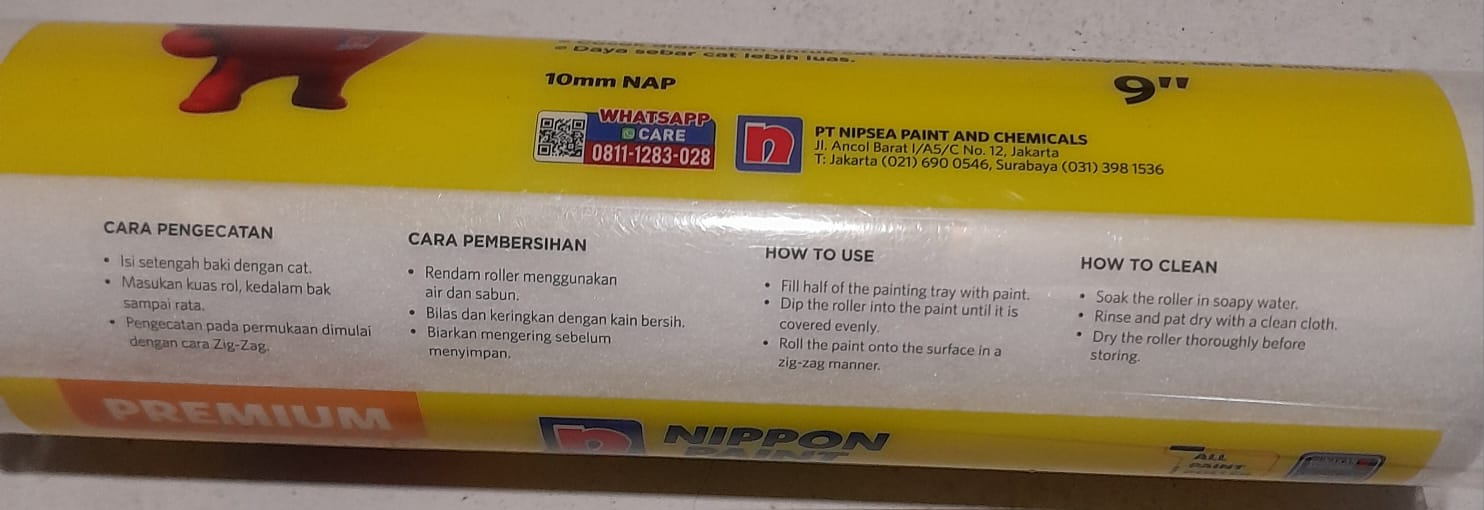 Daya sebar cat lebih luas.
10mm NAP
9"
WHATSAPP
CARE
0811-1283-028
n
PT NIPSEA PAINT AND CHEMICALS
Jl. Ancol Barat I/A5/C No. 12, Jakarta
T: Jakarta (021) 690 0546, Surabaya (031) 398 1536
CARA PENGECATAN
• Isi setengah baki dengan cat.
• Masukan kuas rol, kedalam bak
sampai rata.
• Pengecatan pada permukaan dimulai
dengan cara Zig-Zag.
CARA PEMBERSIHAN
• Rendam roller menggunakan
air dan sabun.
• Bilas dan keringkan dengan kain bersih.
• Biarkan mengering sebelum
menyimpan.
HOW TO USE
• Fill half of the painting tray with paint.
• Dip the roller into the paint until it is
covered evenly.
• Roll the paint onto the surface in a
zig-zag manner.
HOW TO CLEAN
• Soak the roller in soapy water.
• Rinse and pat dry with a clean cloth.
• Dry the roller thoroughly before
storing.
PREMIUM
n
NIPPON
PAINT
ALL
PAINT